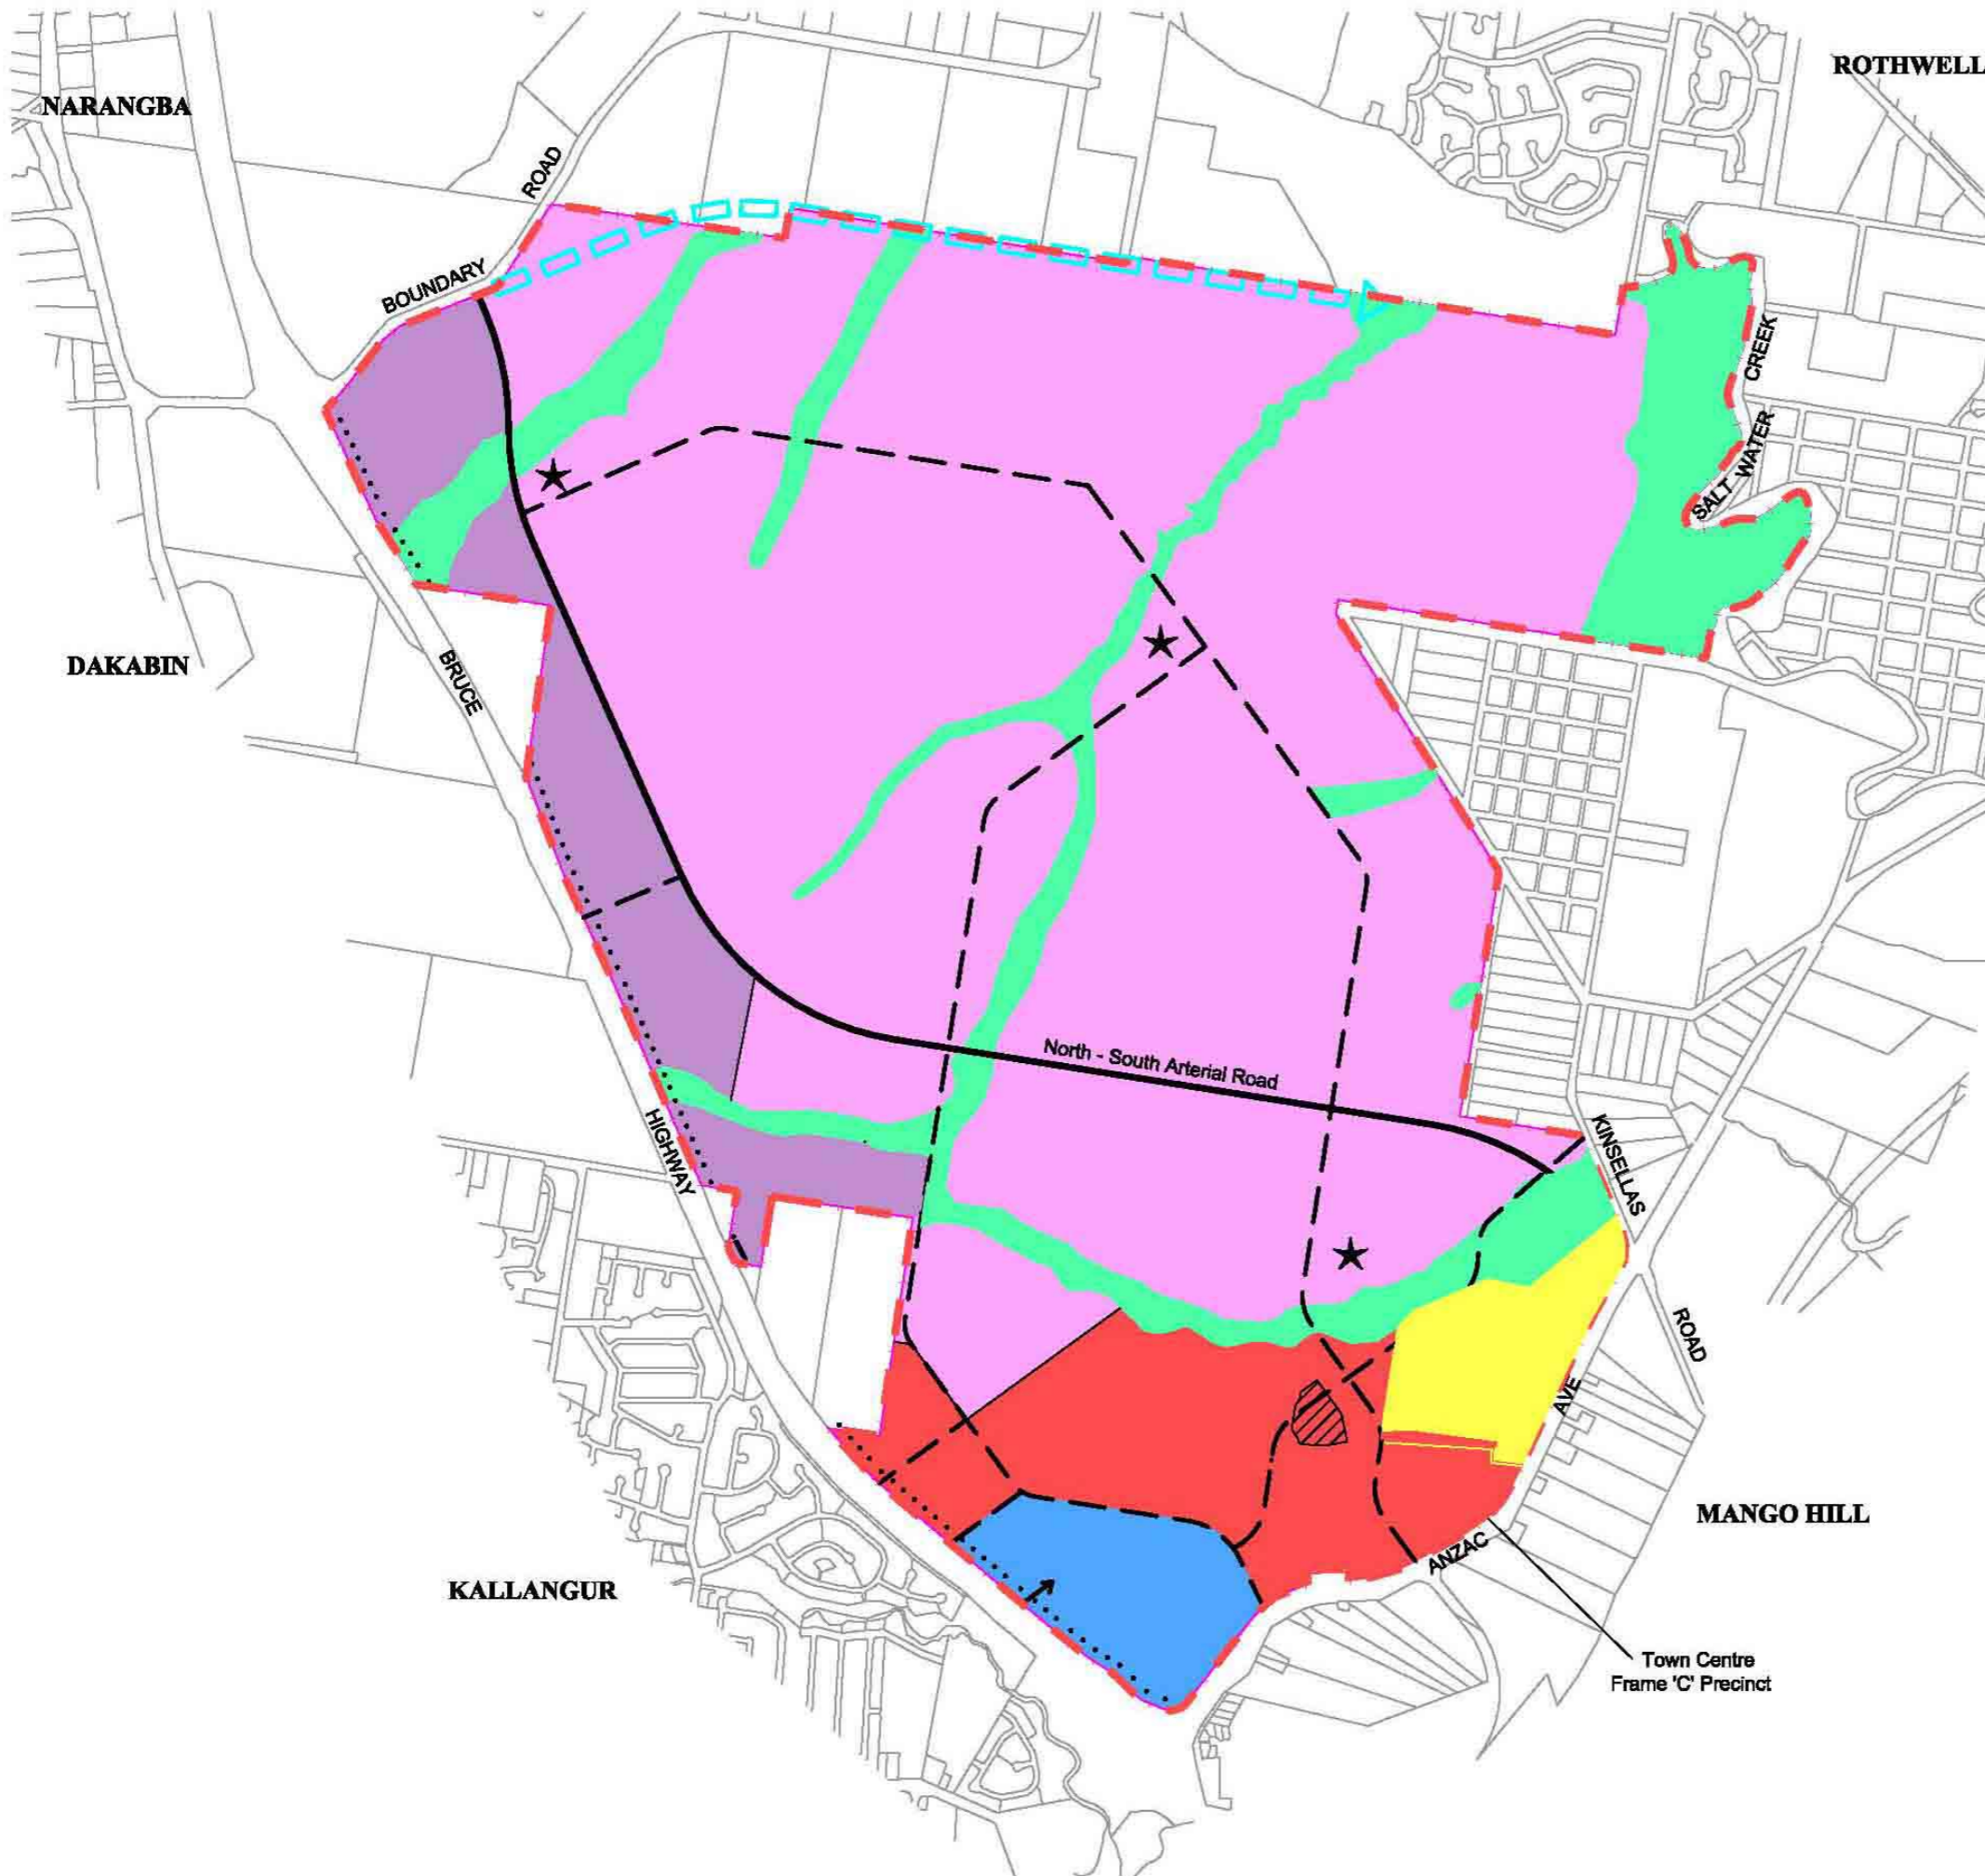 ROTHWELL
NARANGBA
ROAD
BOUNDARY
CREEK
SALT WATER
DAKABIN
BRUCE
North - South Arterial Road
HIGHWAY
KINSELLAS
ROAD
AVE
MANGO HILL
ANZAC
KALLANGUR
Town Centre
Frame 'C' Precinct